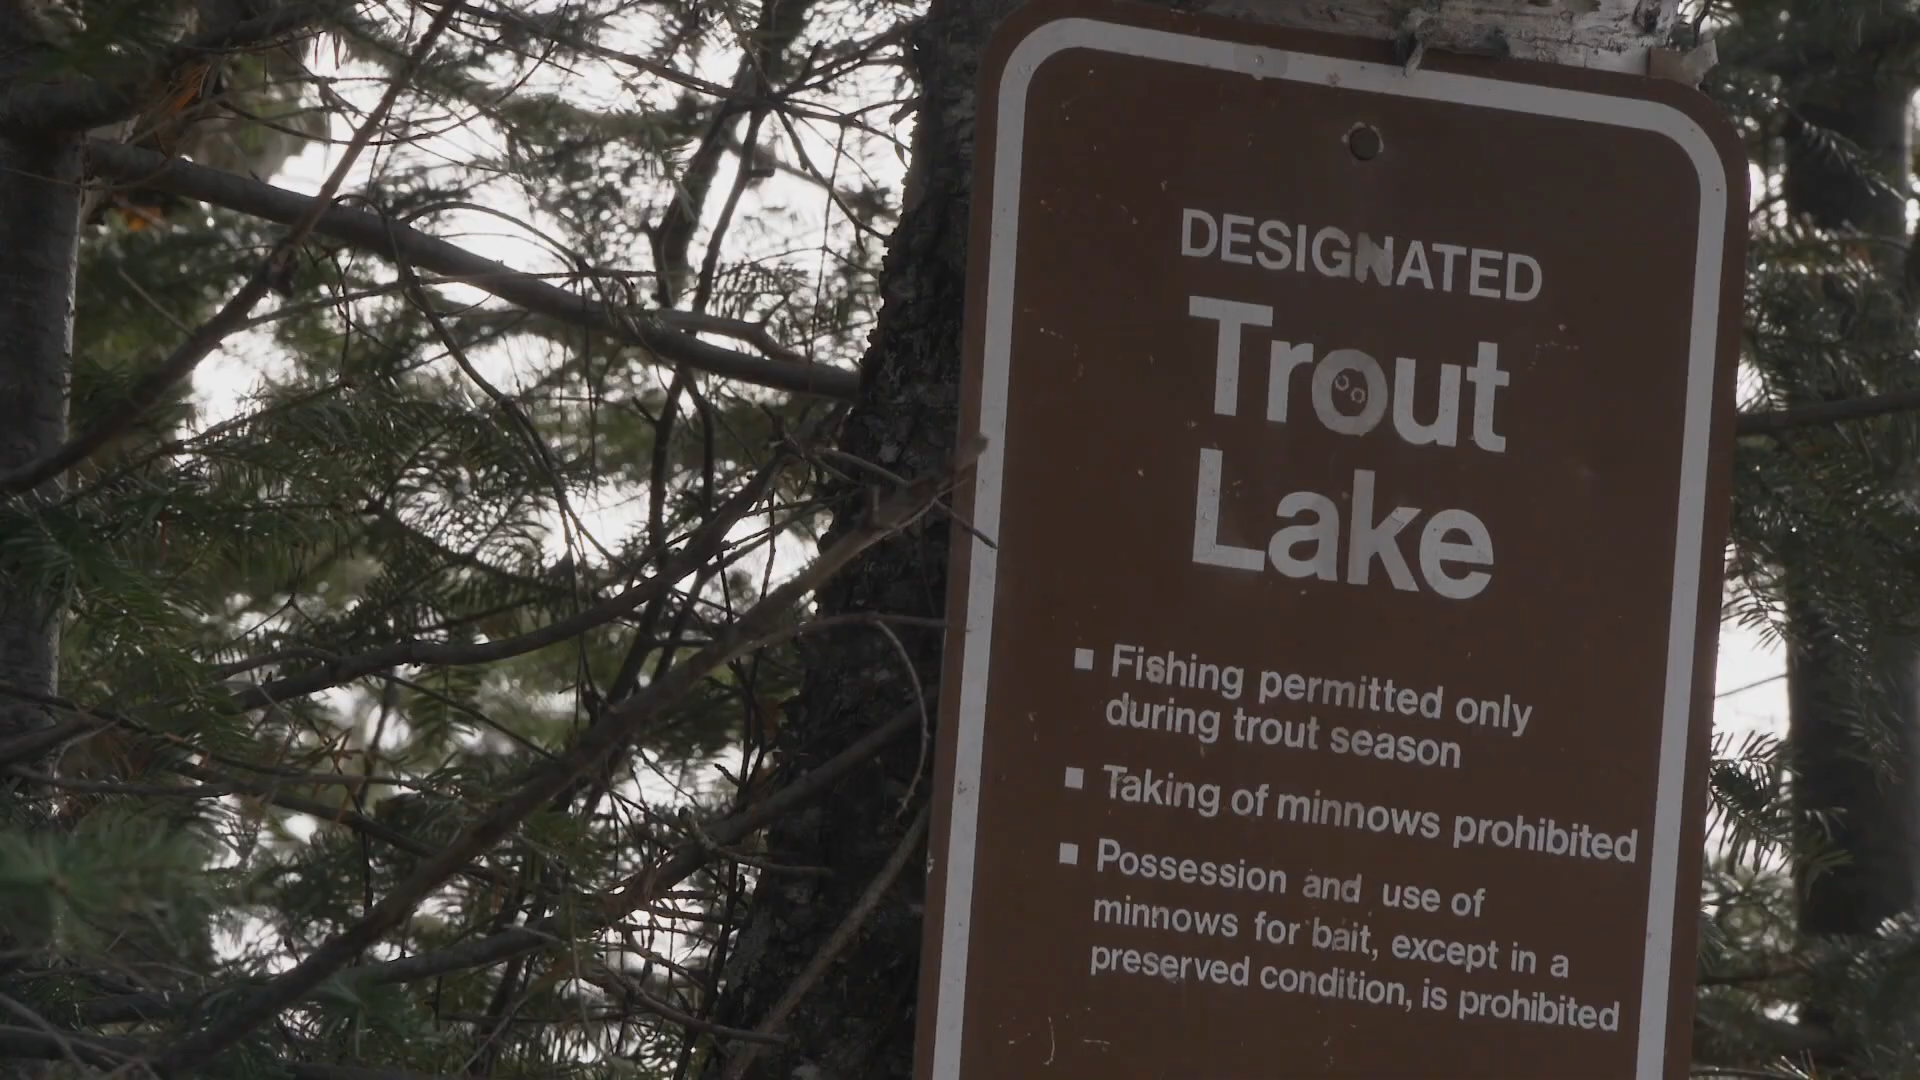 DESIGNATED
Trout
Lake
▪ Fishing permitted only
during trout season
▪ Taking of minnows prohibited
▪ Possession and use of
minnows for bait, except in a
preserved condition, is prohibited